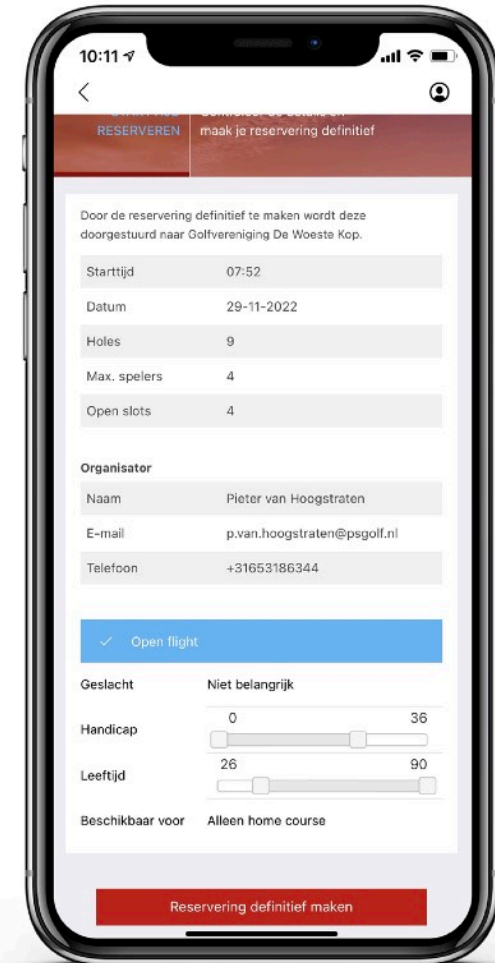 10:11
RESERVEREN
maak je reservering definitief
Door de reservering definitief te maken wordt deze
doorgestuurd naar Golfvereniging De Woeste Kop.
Starttijd 07:52
Datum 29-11-2022
Holes 9
Max. spelers 4
Open slots 4
Organisator
Naam Pieter van Hoogstraten
E-mail p.van.hoogstraten@psgolf.nl
Telefoon +31653186344
Open flight
Geslacht Niet belangrijk
Handicap 0 36
Leeftijd 26 90
Beschikbaar voor Alleen home course
Reservering definitief maken